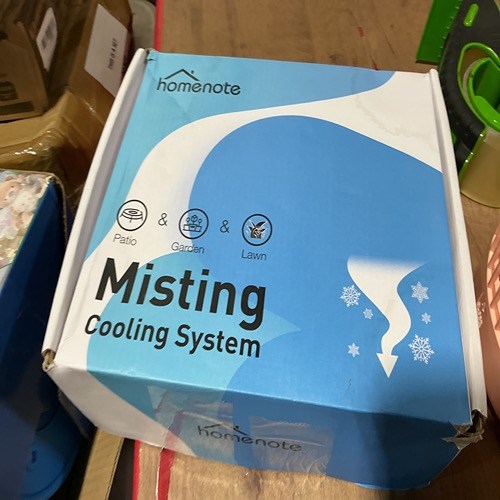 homenote
& &
Patio Garden Lawn
Misting
Cooling System
homenote